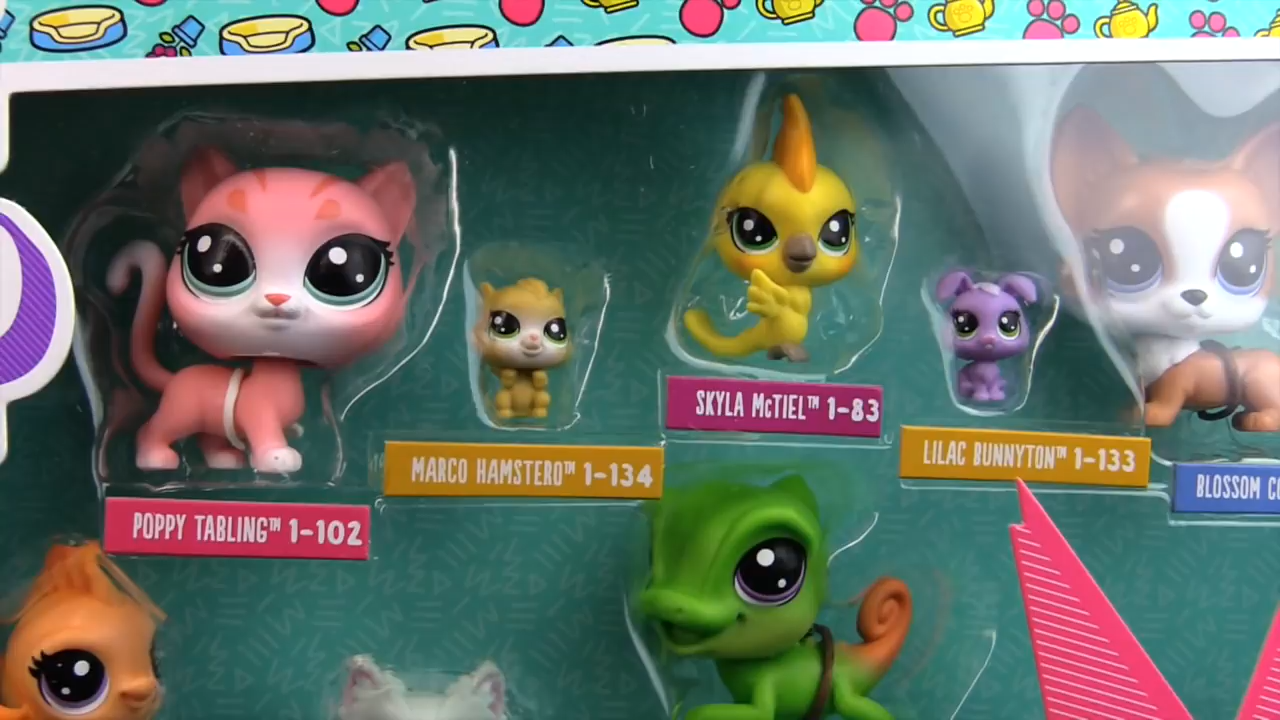 SKYLA McTIEL™ 1-83
LILAC BUNNYTON™ 1-133
MARCO HAMSTERO™ 1-134
BLOSSOM
POPPY TABLING™ 1-102